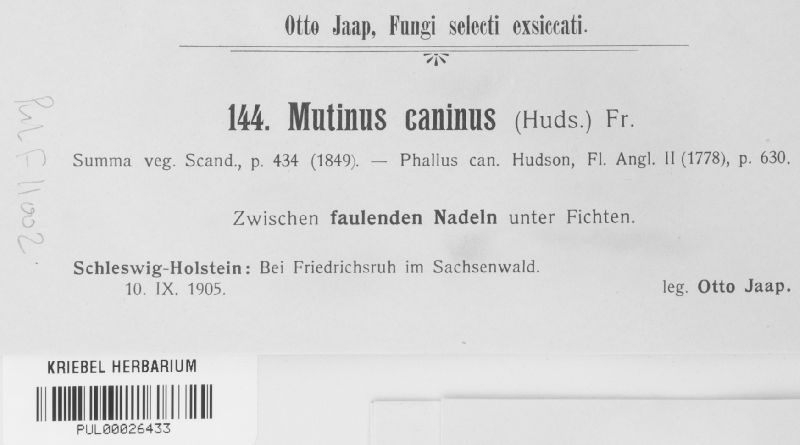 Otto Jaap, Fungi selecti exsiccati.
144. Mutinus caninus (Huds.) Fr.
Summa veg. Scand., p. 434 (1849). — Phallus can. Hudson, Fl. Angl. II (1778), p. 630.
Zwischen faulenden Nadeln unter Fichten.
Schleswig-Holstein: Bei Friedrichsruh im Sachsenwald.
10. IX. 1905.
leg. Otto Jaap.
PUL F 11002.
KRIEBEL HERBARIUM
PUL00026433